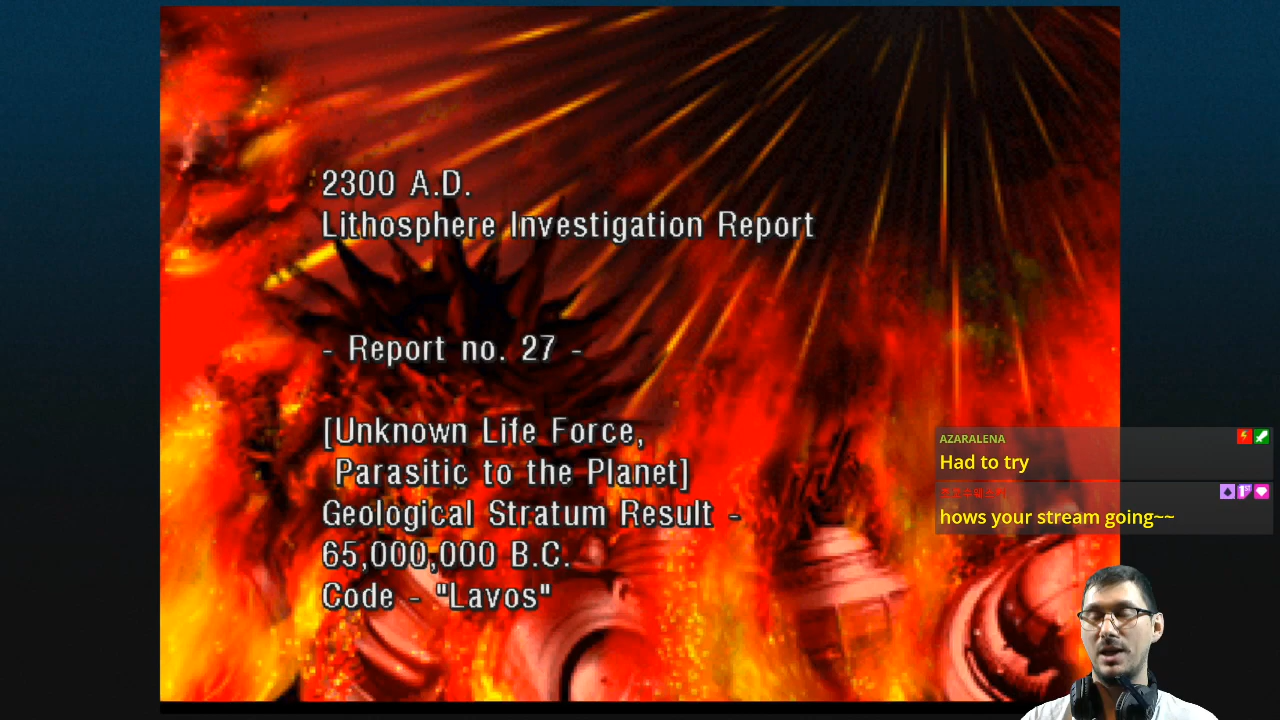 2300 A.D.
Lithosphere Investigation Report
- Report no. 27 -
[Unknown Life Force,
Parasitic to the Planet]
Geological Stratum Result -
65,000,000 B.C.
Code - "Lavos"
AZARALENA
Had to try
hows your stream going~~